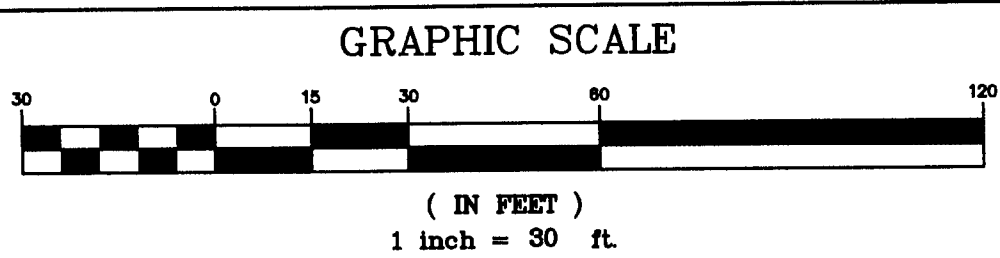 GRAPHIC SCALE
30 0 15 30 60 120
( IN FEET )
1 inch = 30 ft.